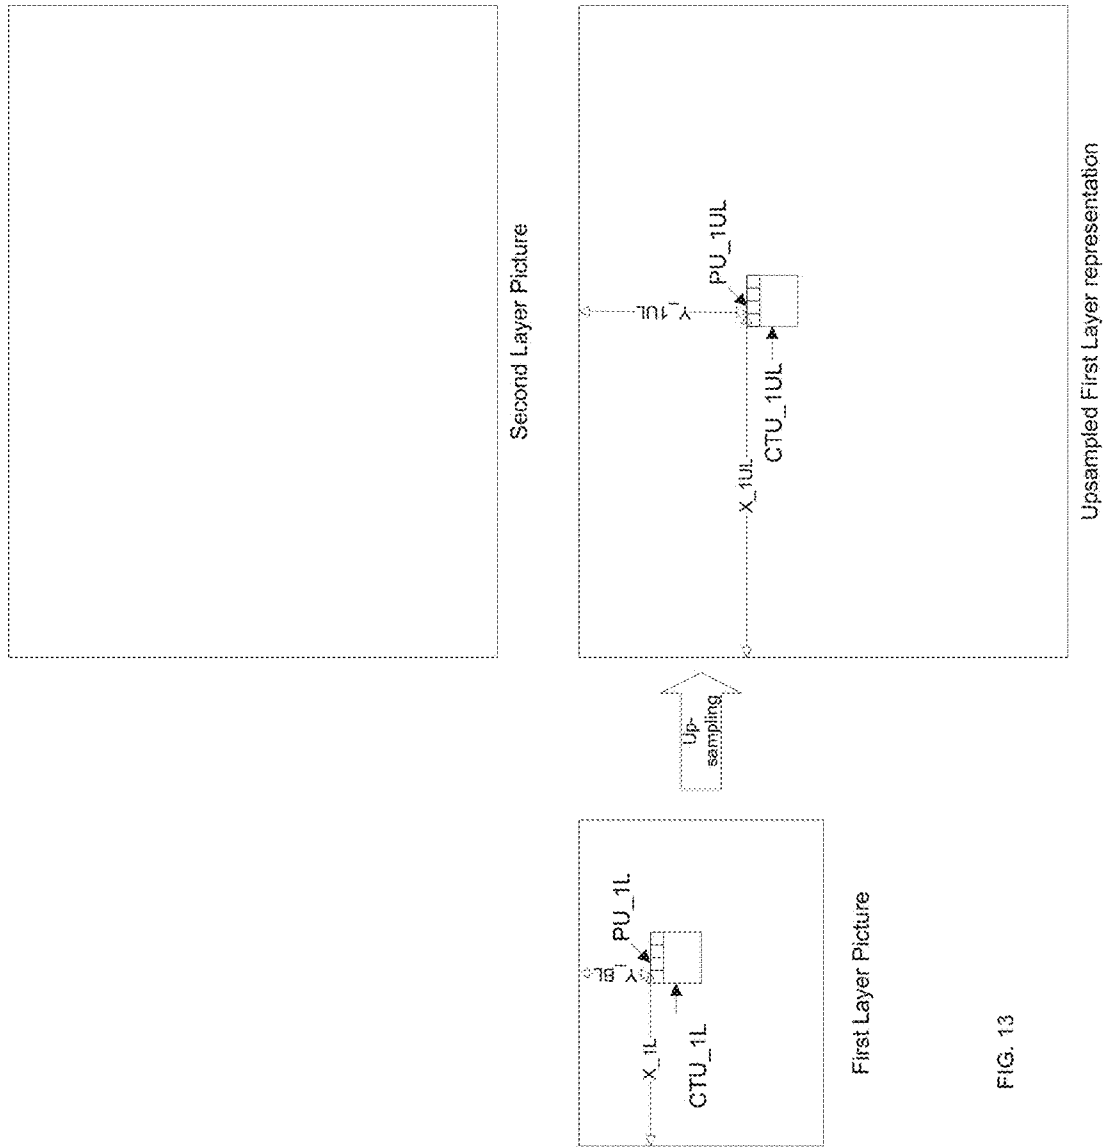 Second Layer Picture
PU_1UL
Y_1UL
X_1UL
CTU_1UL
Upsampled First Layer representation
Up-
sampling
PU_1L
Y_BL
X_1L
CTU_1L
First Layer Picture
FIG. 13